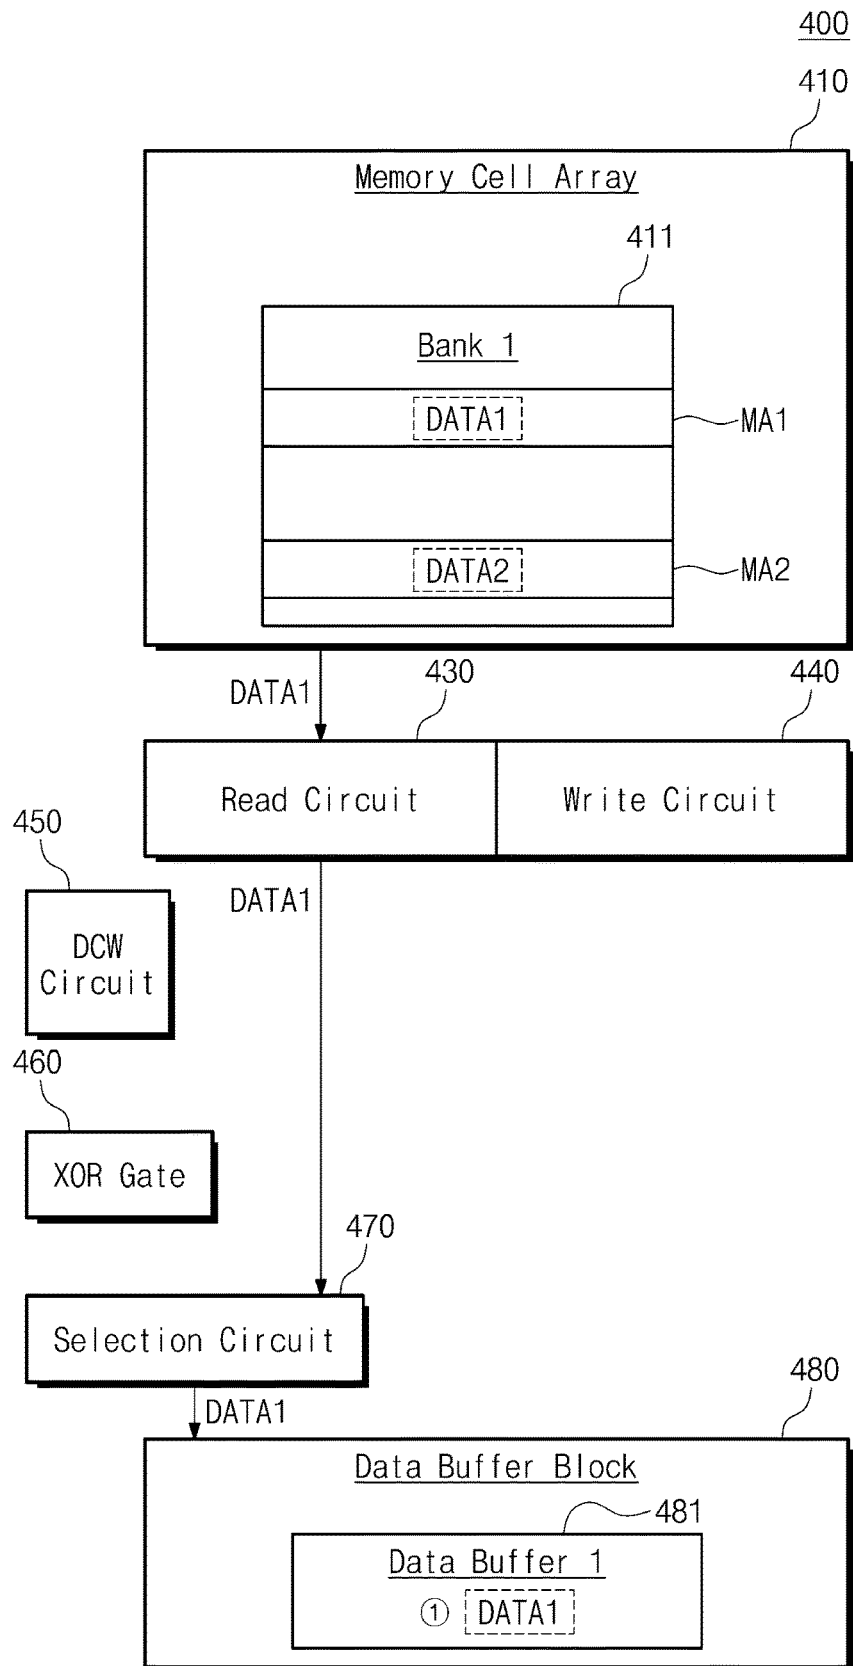 400
410
Memory Cell Array
411
Bank 1
DATA1
MA1
DATA2
MA2
DATA1
430
440
Read Circuit
Write Circuit
450
DATA1
DCW
Circuit
460
XOR Gate
470
Selection Circuit
DATA1
480
Data Buffer Block
481
Data Buffer 1
① DATA1